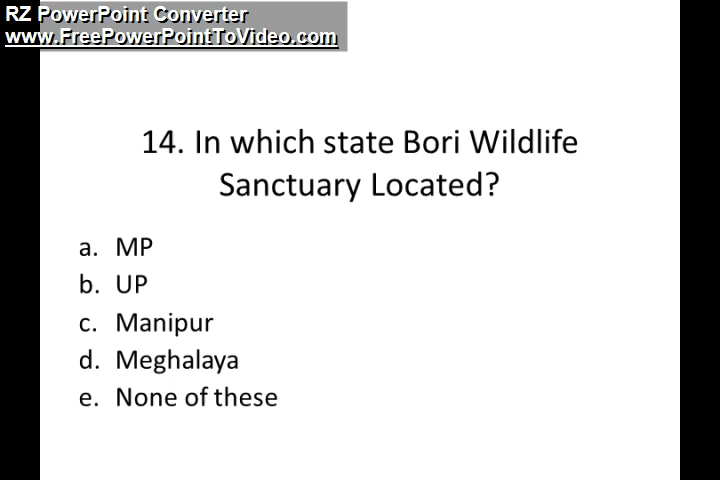 RZ PowerPoint Converter
www.FreePowerPointToVideo.com
14. In which state Bori Wildlife
Sanctuary Located?
a. MP
b. UP
c. Manipur
d. Meghalaya
e. None of these